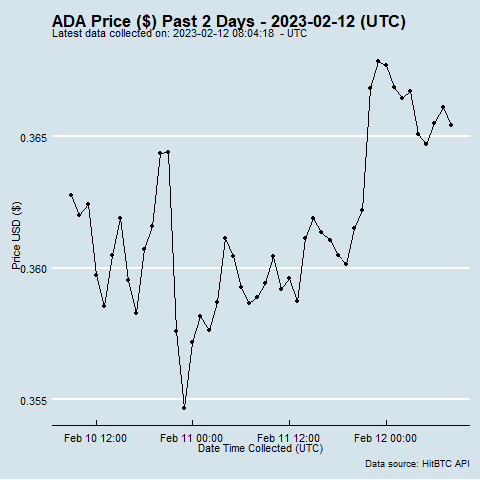 ADA Price ($) Past 2 Days - 2023-02-12 (UTC)
Latest data collected on: 2023-02-12 08:04:18 - UTC
0.365
0.360
0.355
Price USD ($)
Feb 10 12:00 Feb 11 00:00 Feb 11 12:00 Feb 12 00:00
Date Time Collected (UTC)
Data source: HitBTC API